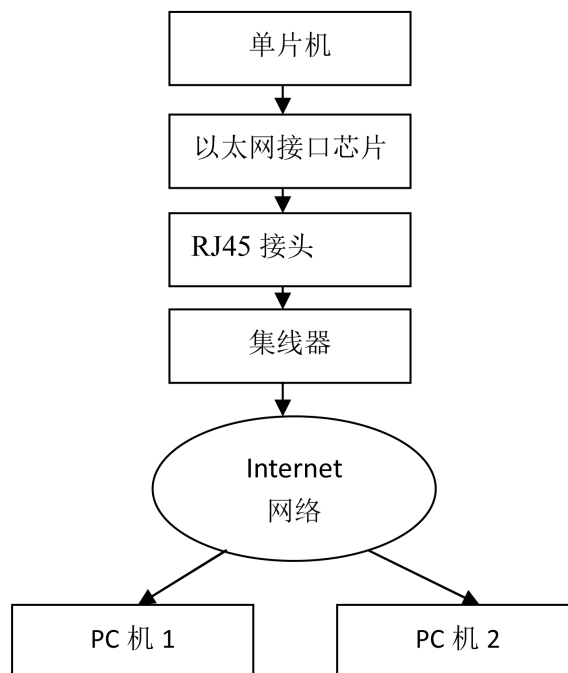 单片机
以太网接口芯片
RJ45 接头
集线器
Internet
网络
PC 机 1
PC 机 2